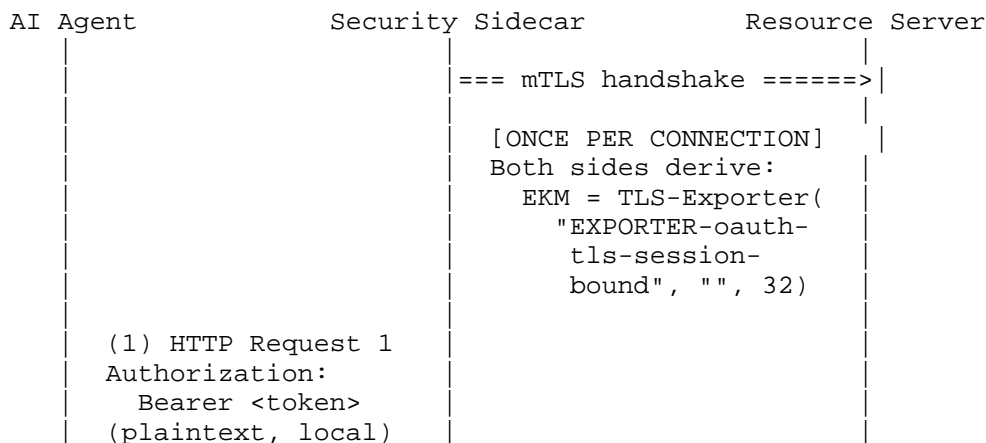 AI Agent Security Sidecar Resource Server
=== mTLS handshake ======>
[ONCE PER CONNECTION]
Both sides derive:
EKM = TLS-Exporter(
"EXPORTER-oauth-
tls-session-
bound", "", 32)
(1) HTTP Request 1
Authorization:
Bearer <token>
(plaintext, local)